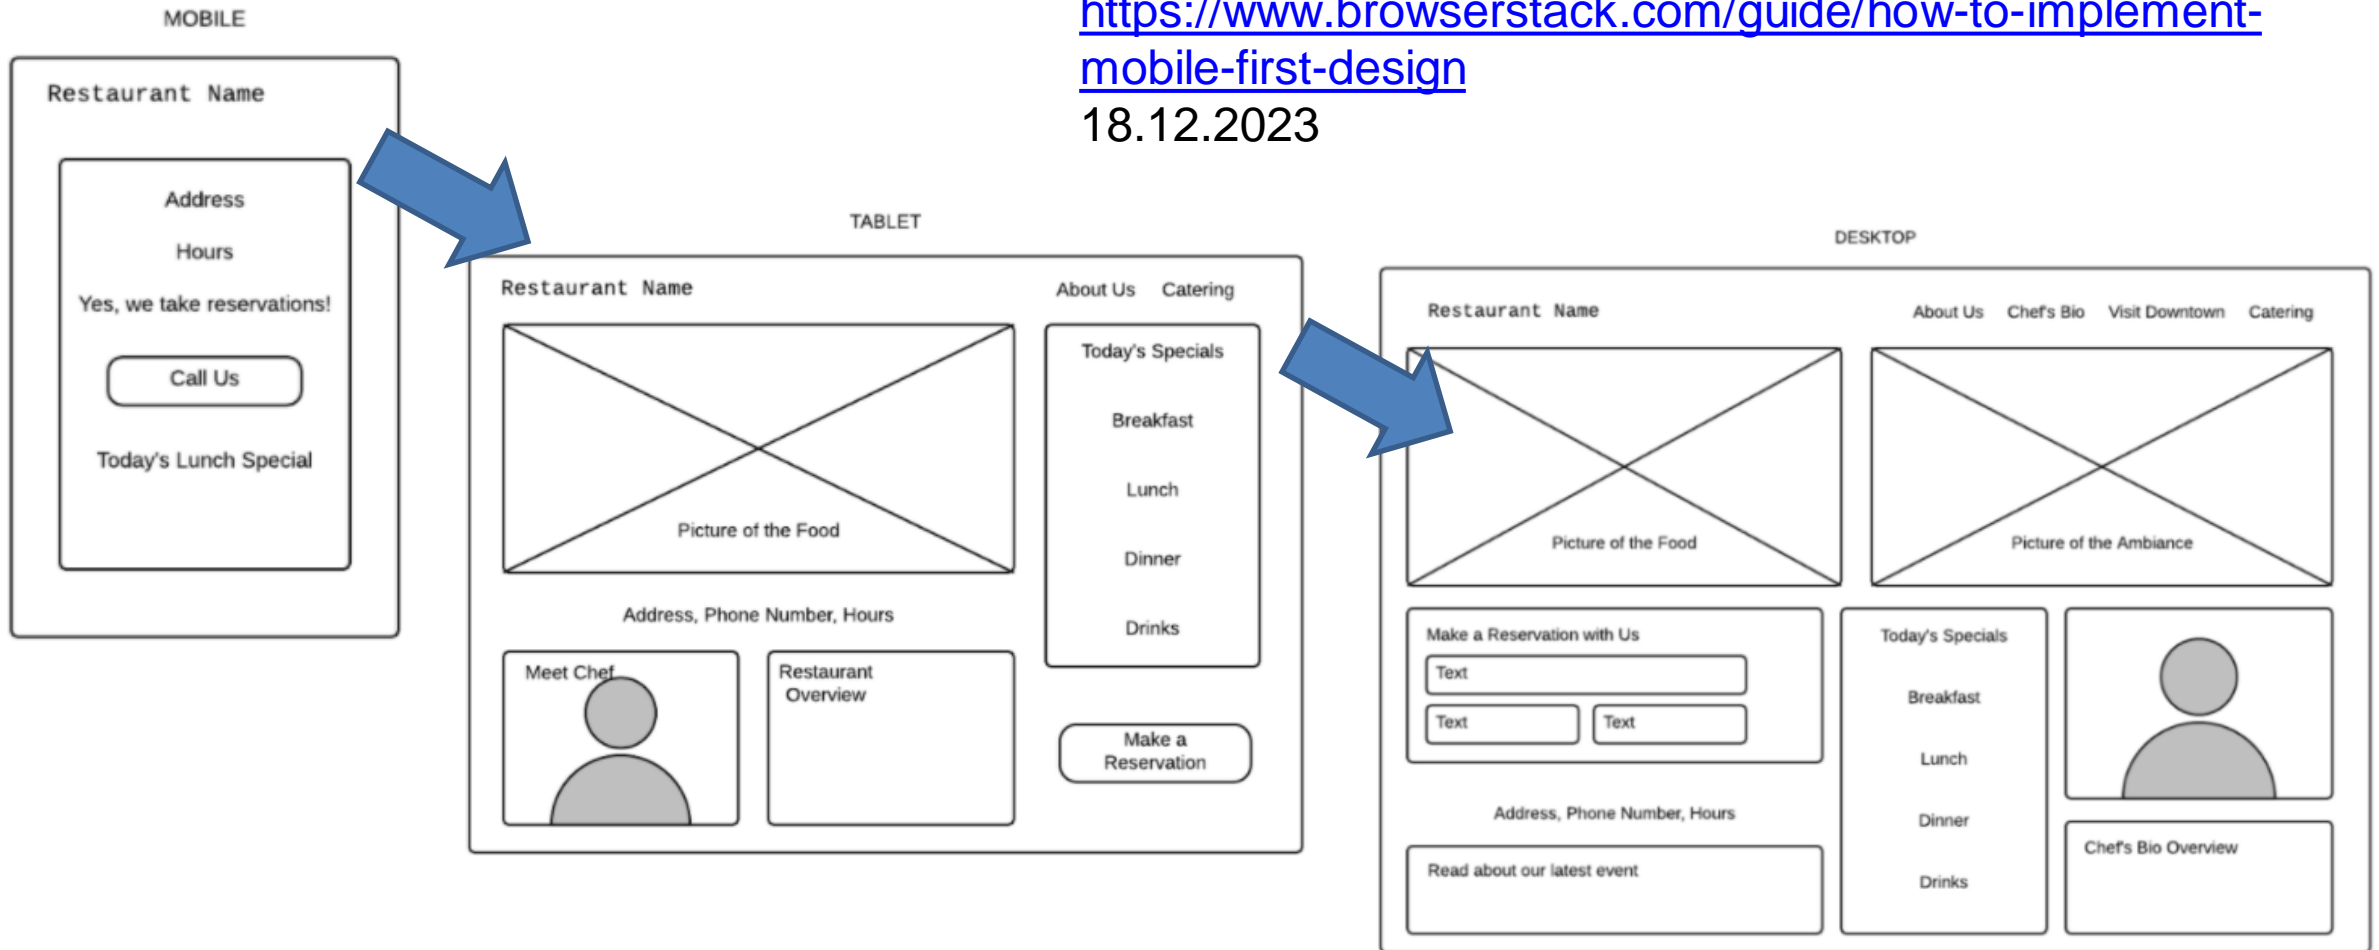 https://www.browserstack.com/guide/how-to-implement-
mobile-first-design
18.12.2023
MOBILE
Restaurant Name
Address
Hours
Yes, we take reservations!
Call Us
Today's Lunch Special
TABLET
Restaurant Name
About Us
Catering
Picture of the Food
Today's Specials
Breakfast
Lunch
Dinner
Drinks
Address, Phone Number, Hours
Meet Chef
Restaurant
Overview
Make a
Reservation
DESKTOP
Restaurant Name
About Us
Chef's Bio
Visit Downtown
Catering
Picture of the Food
Picture of the Ambiance
Make a Reservation with Us
Text
Text
Text
Address, Phone Number, Hours
Read about our latest event
Today's Specials
Breakfast
Lunch
Dinner
Drinks
Chef's Bio Overview